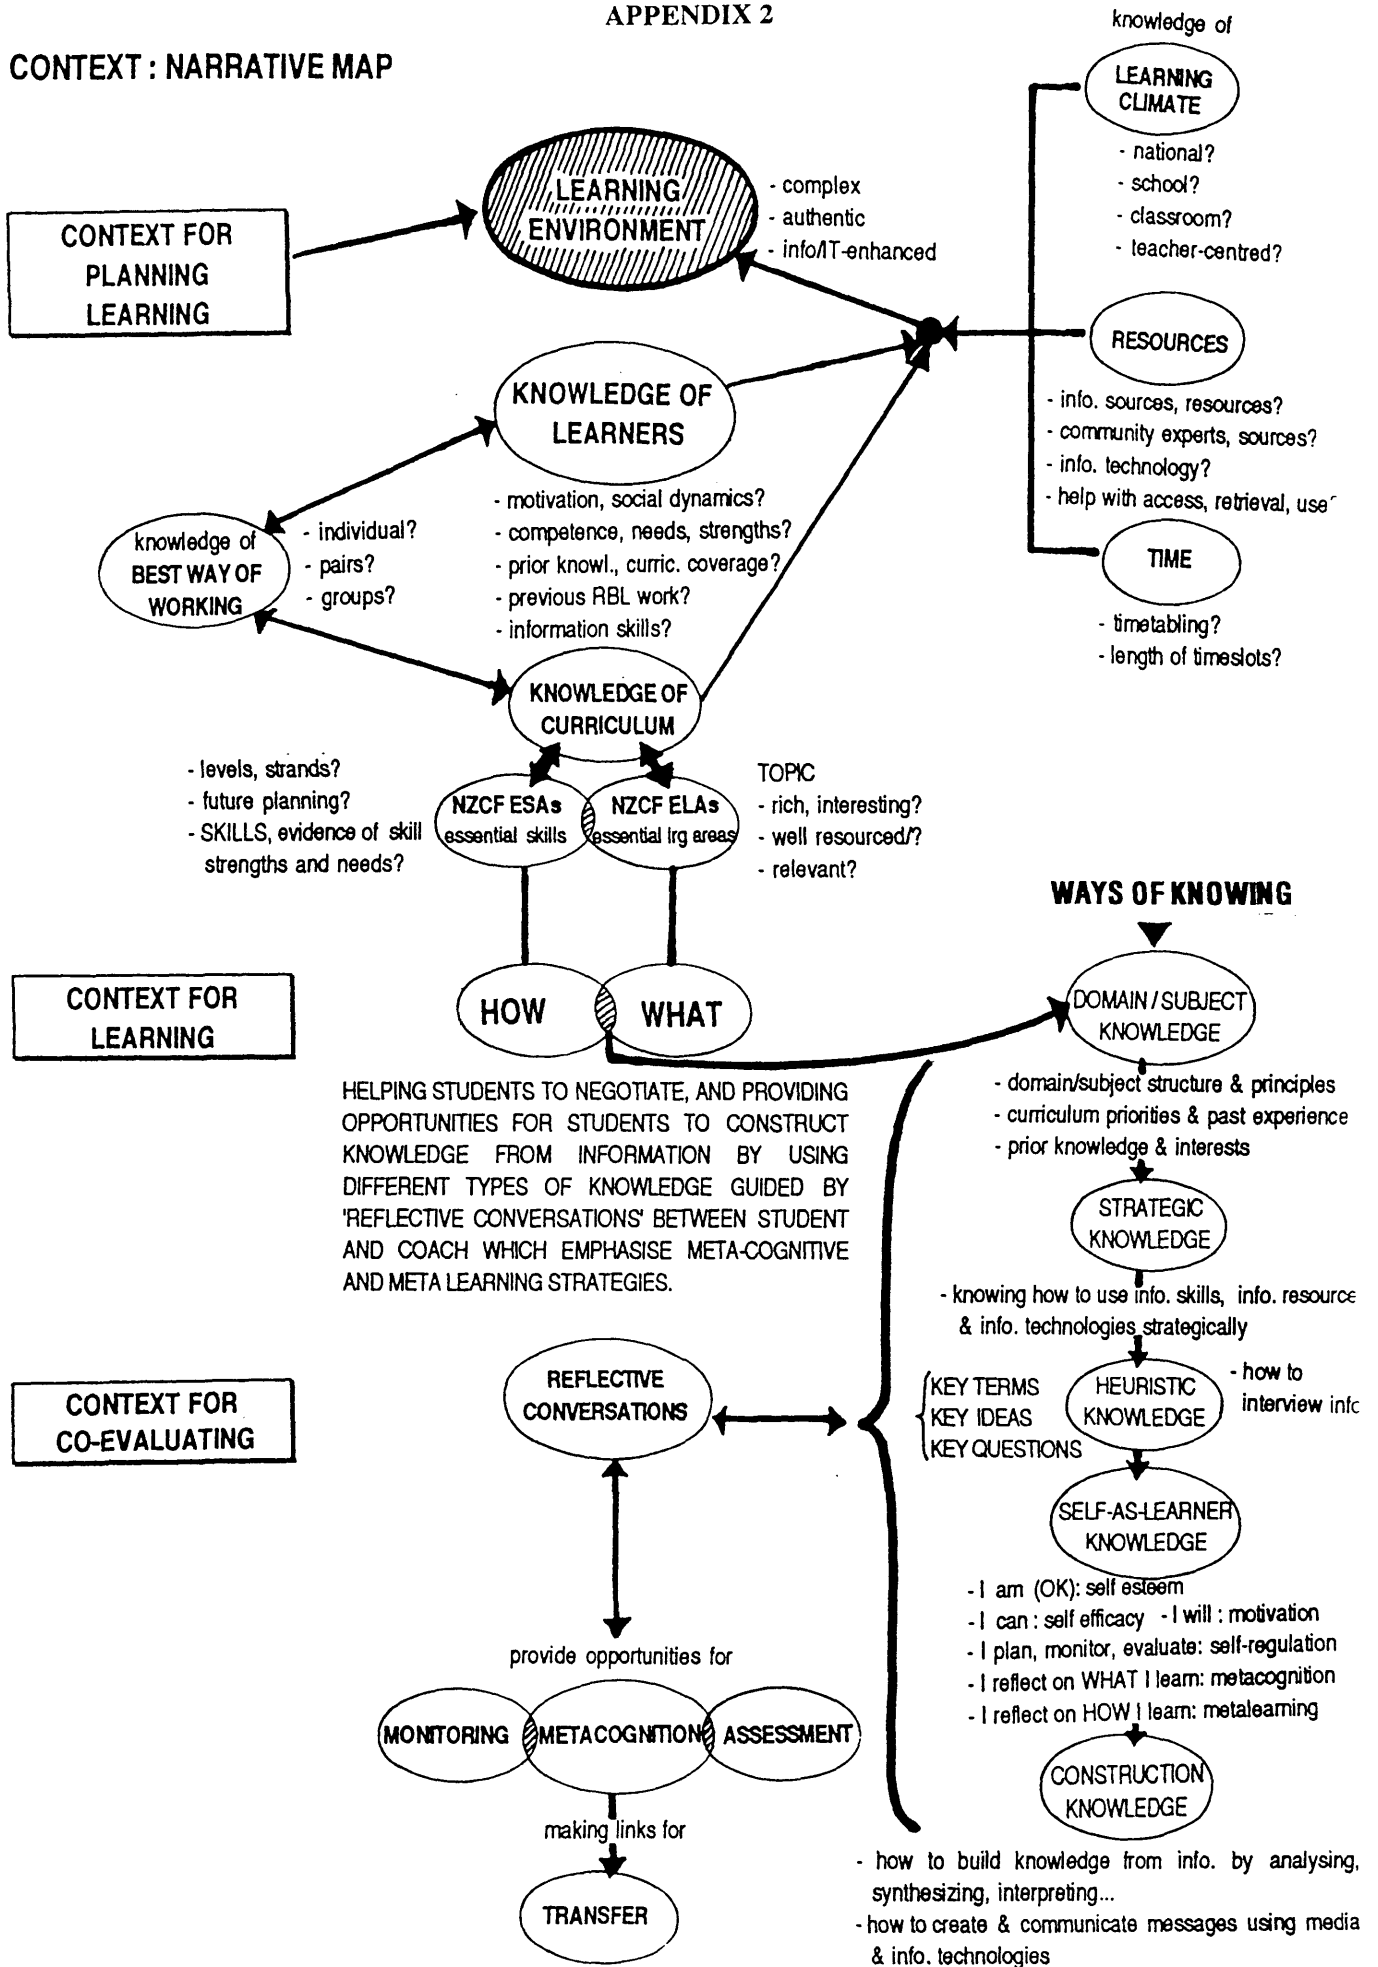 APPENDIX 2
CONTEXT : NARRATIVE MAP
knowledge of
LEARNING
CLIMATE
- national?
- school?
- classroom?
- teacher-centred?
LEARNING
ENVIRONMENT
- complex
- authentic
- info/IT-enhanced
CONTEXT FOR
PLANNING
LEARNING
RESOURCES
- info. sources, resources?
- community experts, sources?
- info. technology?
- help with access, retrieval, use
KNOWLEDGE OF
LEARNERS
- motivation, social dynamics?
- competence, needs, strengths?
- prior knowl., curric. coverage?
- previous RBL work?
- information skills?
knowledge of
BEST WAY OF
WORKING
- individual?
- pairs?
- groups?
TIME
- timetabling?
- length of timeslots?
KNOWLEDGE OF
CURRICULUM
- levels, strands?
- future planning?
- SKILLS, evidence of skill
strengths and needs?
NZCF ESAs
essential skills
NZCF ELAs
essential lrg areas
TOPIC
- rich, interesting?
- well resourced/?
- relevant?
WAYS OF KNOWING
CONTEXT FOR
LEARNING
HOW
WHAT
DOMAIN / SUBJECT
KNOWLEDGE
- domain/subject structure & principles
- curriculum priorities & past experience
- prior knowledge & interests
HELPING STUDENTS TO NEGOTIATE, AND PROVIDING
OPPORTUNITIES FOR STUDENTS TO CONSTRUCT
KNOWLEDGE FROM INFORMATION BY USING
DIFFERENT TYPES OF KNOWLEDGE GUIDED BY
'REFLECTIVE CONVERSATIONS' BETWEEN STUDENT
AND COACH WHICH EMPHASISE META-COGNITIVE
AND META LEARNING STRATEGIES.
STRATEGIC
KNOWLEDGE
- knowing how to use info. skills, info. resource
& info. technologies strategically
CONTEXT FOR
CO-EVALUATING
REFLECTIVE
CONVERSATIONS
KEY TERMS
KEY IDEAS
KEY QUESTIONS
HEURISTIC
KNOWLEDGE
- how to
interview info
SELF-AS-LEARNER
KNOWLEDGE
- I am (OK): self esteem
- I can : self efficacy - I will : motivation
- I plan, monitor, evaluate: self-regulation
- I reflect on WHAT I learn: metacognition
- I reflect on HOW I learn: metalearning
provide opportunities for
MONITORING
METACOGNITION
ASSESSMENT
making links for
TRANSFER
CONSTRUCTION
KNOWLEDGE
- how to build knowledge from info. by analysing,
synthesizing, interpreting...
- how to create & communicate messages using media
& info. technologies